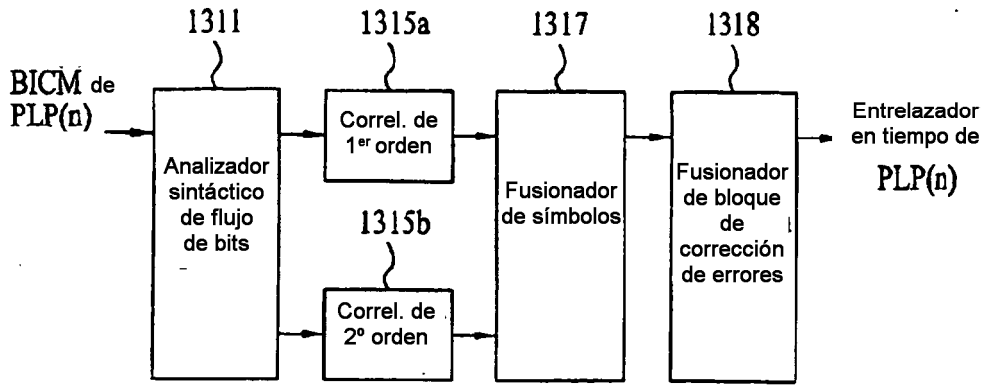 1311
1315a
1317
1318
BICM de
PLP(n)
Analizador
sintáctico
de flujo
de bits
Correl. de
1er orden
1315b
Correl. de
2º orden
Fusionador
de símbolos
Fusionador
de bloque
de
corrección
de errores
Entrelazador
en tiempo de
PLP(n)